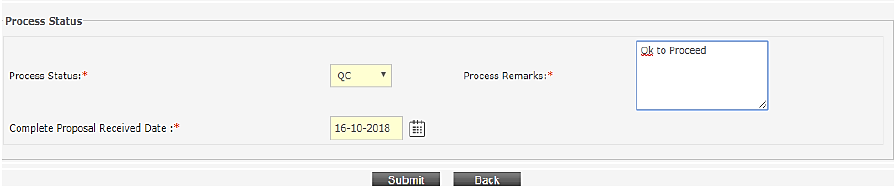 Process Status
Process Status:* QC Process Remarks:* Ok to Proceed
Complete Proposal Received Date :* 16-10-2018
Submit Back